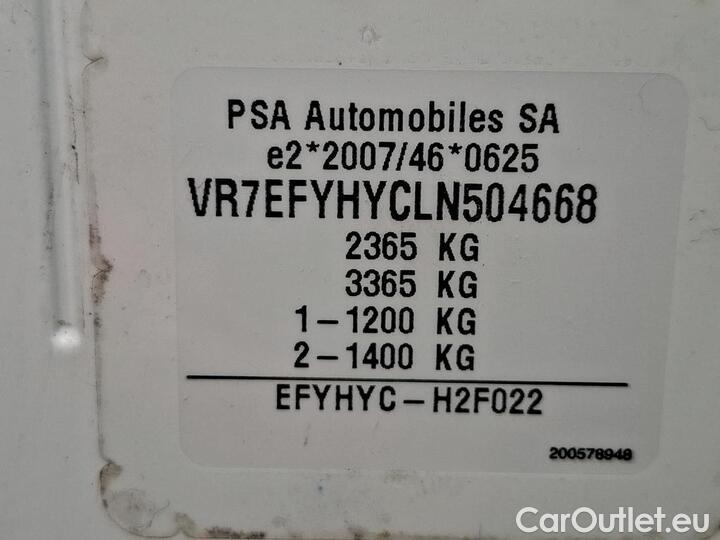 PSA Automobiles SA
e2*2007/46*0625
VR7EFYHYCLN504668
2365 KG
3365 KG
1-1200 KG
2-1400 KG
EFYHYC-H2F022
200578948
CarOutlet.eu